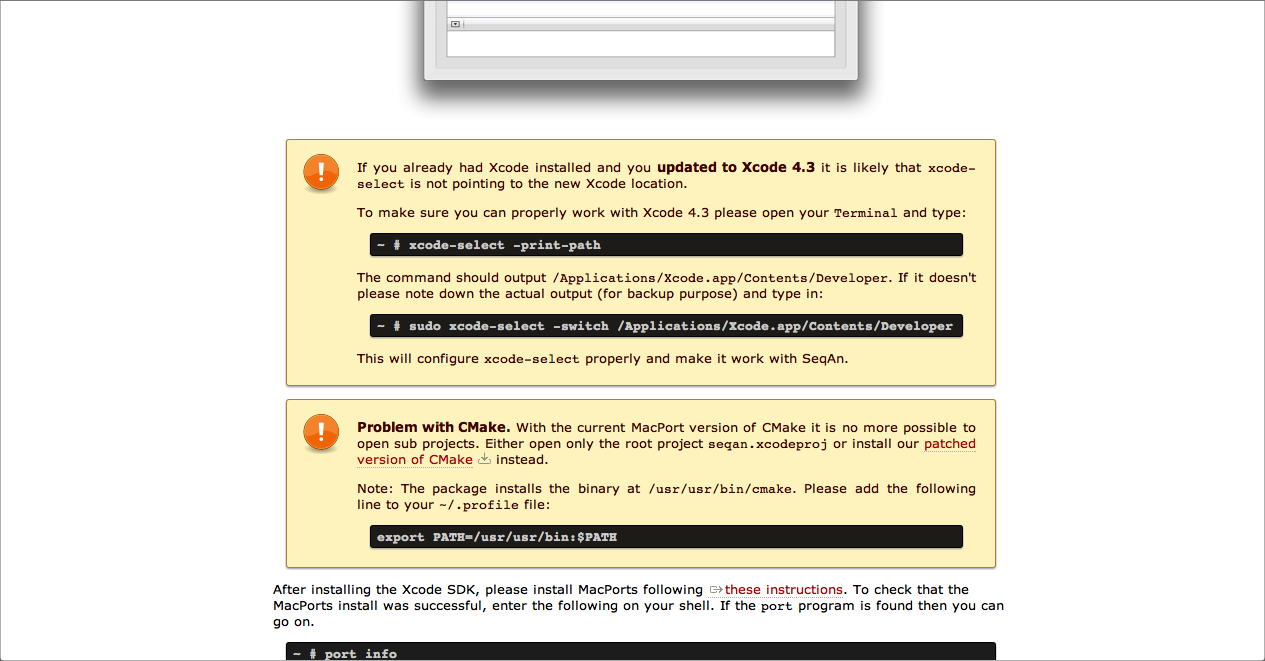 If you already had Xcode installed and you updated to Xcode 4.3 it is likely that xcode-
select is not pointing to the new Xcode location.
To make sure you can properly work with Xcode 4.3 please open your Terminal and type:
~ # xcode-select -print-path
The command should output /Applications/Xcode.app/Contents/Developer. If it doesn't
please note down the actual output (for backup purpose) and type in:
~ # sudo xcode-select -switch /Applications/Xcode.app/Contents/Developer
This will configure xcode-select properly and make it work with SeqAn.
Problem with CMake. With the current MacPort version of CMake it is no more possible to
open sub projects. Either open only the root project seqan.xcodeproj or install our patched
version of CMake instead.
Note: The package installs the binary at /usr/usr/bin/cmake. Please add the following
line to your ~/.profile file:
export PATH=/usr/usr/bin:$PATH
After installing the Xcode SDK, please install MacPorts following these instructions. To check that the
MacPorts install was successful, enter the following on your shell. If the port program is found then you can
go on.
~ # port info